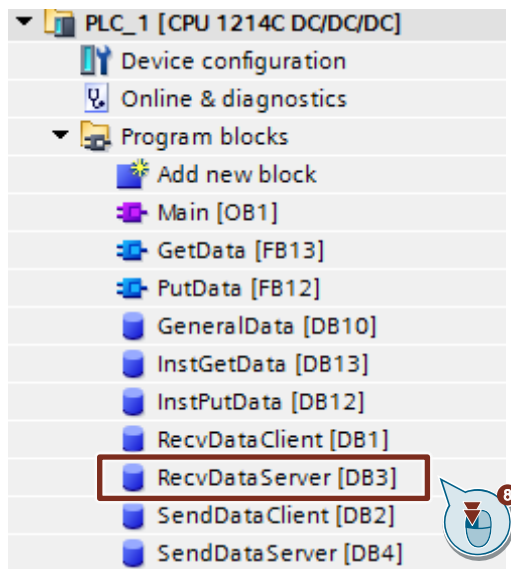 PLC_1 [CPU 1214C DC/DC/DC]
Device configuration
Online & diagnostics
Program blocks
Add new block
Main [OB1]
GetData [FB13]
PutData [FB12]
GeneralData [DB10]
InstGetData [DB13]
InstPutData [DB12]
RecvDataClient [DB1]
RecvDataServer [DB3]
8
SendDataClient [DB2]
SendDataServer [DB4]